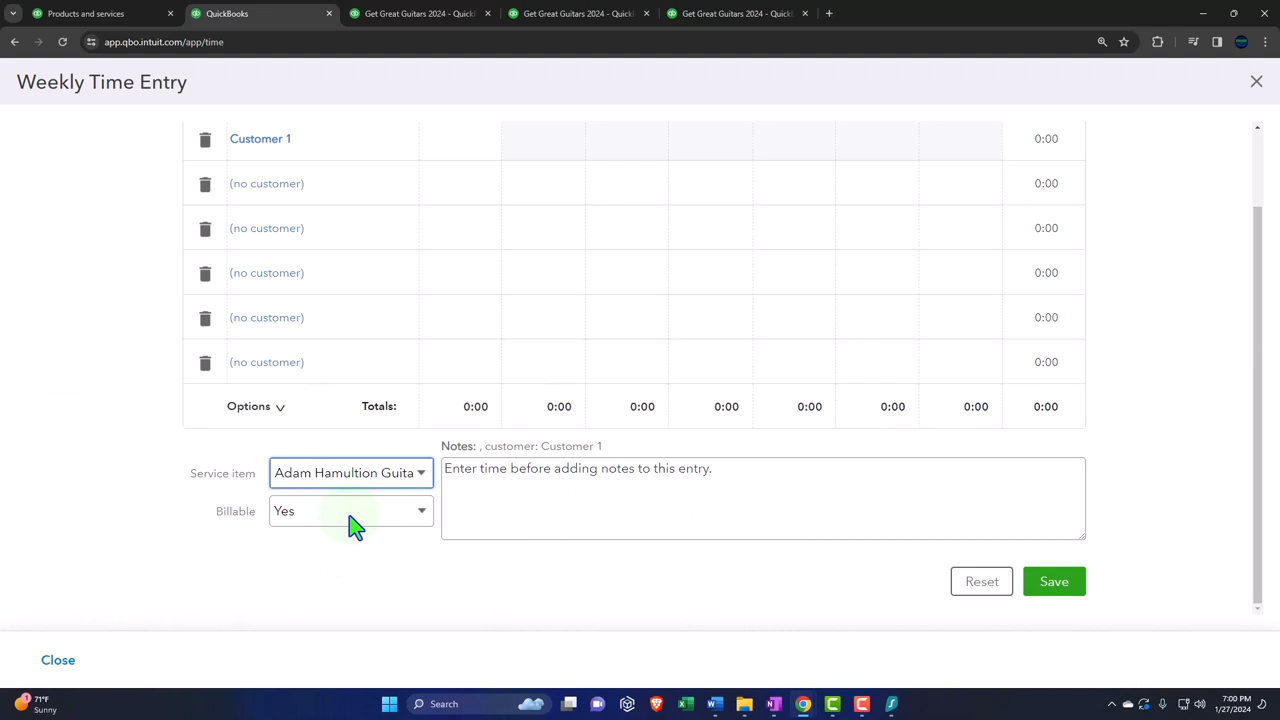 Products and services
QuickBooks
Get Great Guitars 2024 - QuickB
Get Great Guitars 2024 - QuickB
Get Great Guitars 2024 - QuickB
app.qbo.intuit.com/app/time
Weekly Time Entry
Customer 1 0:00
(no customer) 0:00
(no customer) 0:00
(no customer) 0:00
(no customer) 0:00
(no customer) 0:00
Options Totals: 0:00 0:00 0:00 0:00 0:00 0:00 0:00 0:00
Notes: , customer: Customer 1
Service item Adam Hamultion Guita
Enter time before adding notes to this entry.
Billable Yes
Reset Save
Close
1
71°F
Sunny
Search
7:00 PM
1/27/2024